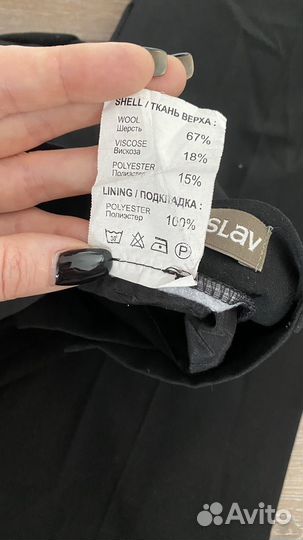 SHELL / ТКАНЬ ВЕРХА :
WOOL 67%
Шерсть
VISCOSE 18%
Вискоза
POLYESTER 15%
Полиэстер
LINING / ПОДКЛАДКА :
POLYESTER 100%
Полиэстер
30
P
slav
Avito